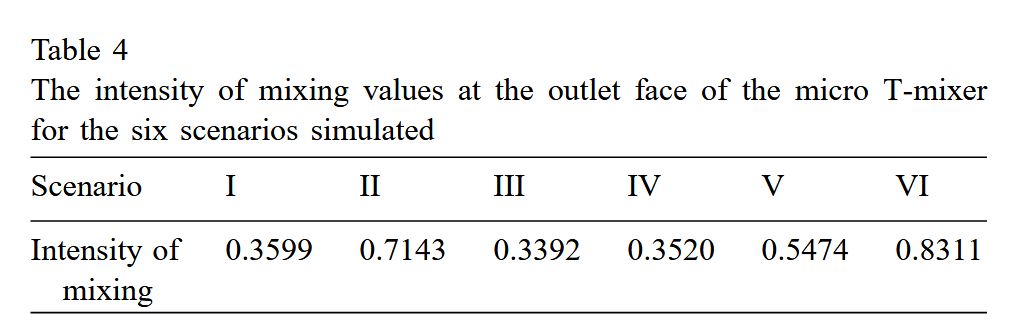 Table 4
The intensity of mixing values at the outlet face of the micro T-mixer
for the six scenarios simulated
Scenario I II III IV V VI
Intensity of 0.3599 0.7143 0.3392 0.3520 0.5474 0.8311
mixing